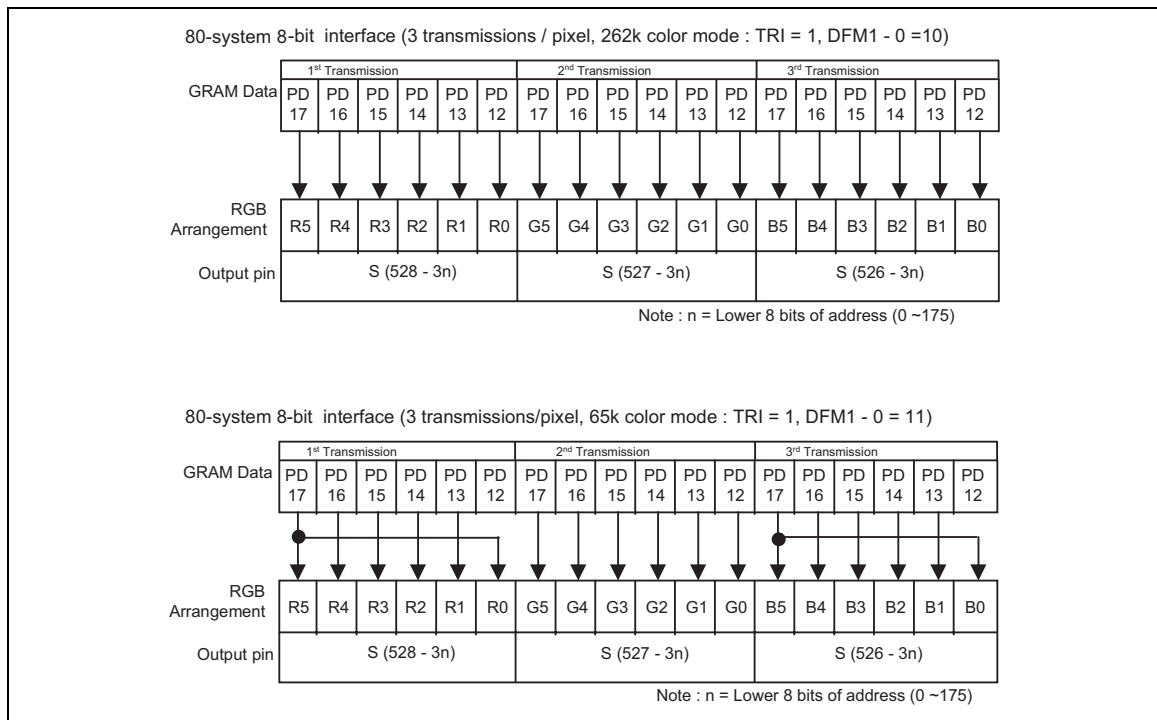 80-system 8-bit interface (3 transmissions / pixel, 262k color mode : TRI = 1, DFM1 - 0 =10)
1st Transmission 2nd Transmission 3rd Transmission
GRAM Data PD 17 PD 16 PD 15 PD 14 PD 13 PD 12 PD 17 PD 16 PD 15 PD 14 PD 13 PD 12 PD 17 PD 16 PD 15 PD 14 PD 13 PD 12
RGB Arrangement R5 R4 R3 R2 R1 R0 G5 G4 G3 G2 G1 G0 B5 B4 B3 B2 B1 B0
Output pin S (528 - 3n) S (527 - 3n) S (526 - 3n)
Note : n = Lower 8 bits of address (0 ~175)
80-system 8-bit interface (3 transmissions/pixel, 65k color mode : TRI = 1, DFM1 - 0 = 11)
1st Transmission 2nd Transmission 3rd Transmission
GRAM Data PD 17 PD 16 PD 15 PD 14 PD 13 PD 12 PD 17 PD 16 PD 15 PD 14 PD 13 PD 12 PD 17 PD 16 PD 15 PD 14 PD 13 PD 12
RGB Arrangement R5 R4 R3 R2 R1 R0 G5 G4 G3 G2 G1 G0 B5 B4 B3 B2 B1 B0
Output pin S (528 - 3n) S (527 - 3n) S (526 - 3n)
Note : n = Lower 8 bits of address (0 ~175)